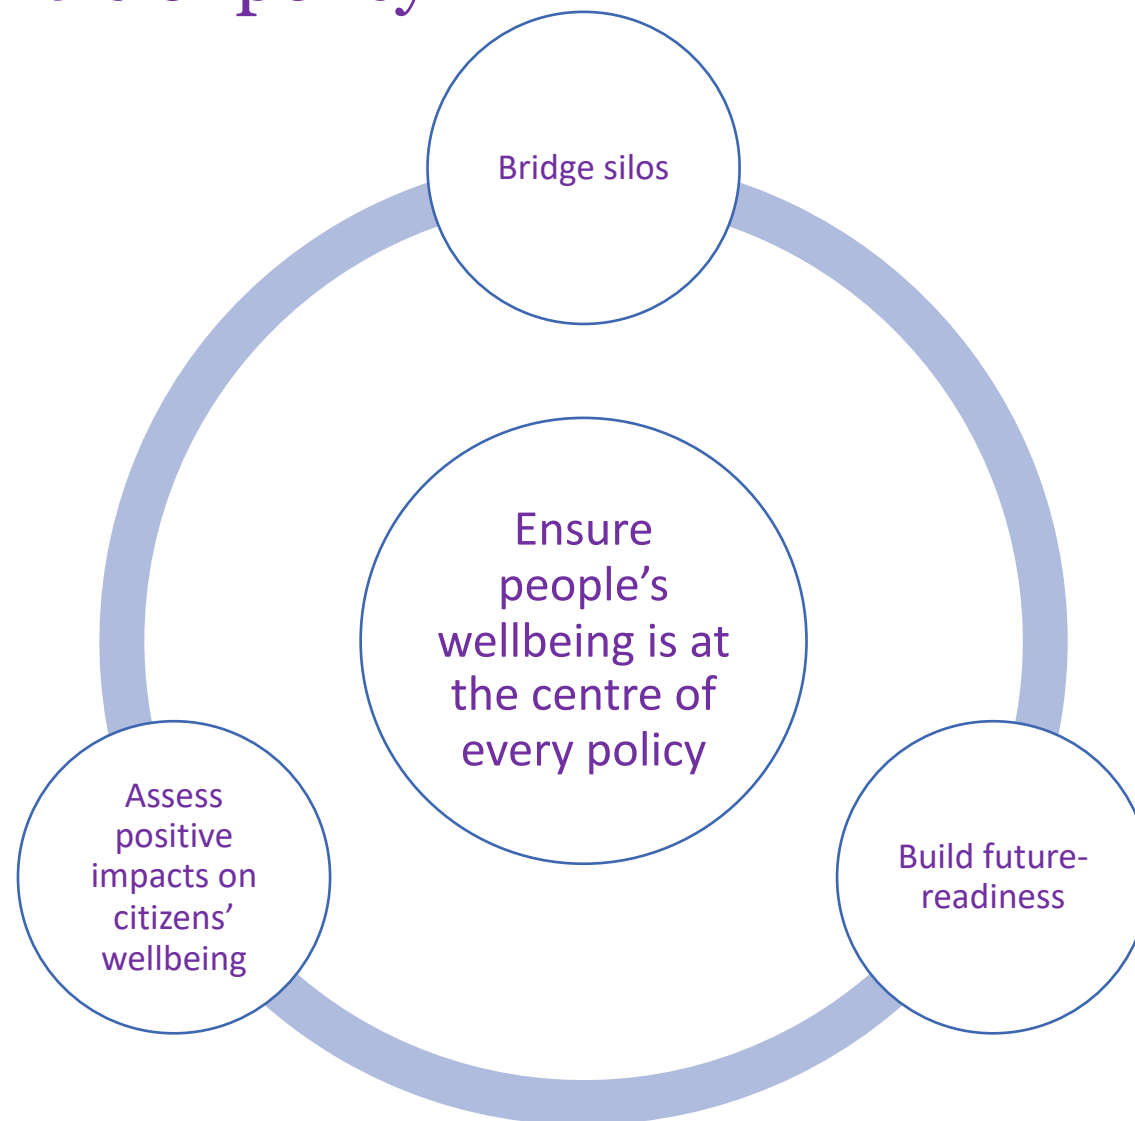 policy
Bridge silos
Ensure
people’s
wellbeing is at
the centre of
every policy
Assess
positive
impacts on
citizens’
wellbeing
Build future-
readiness